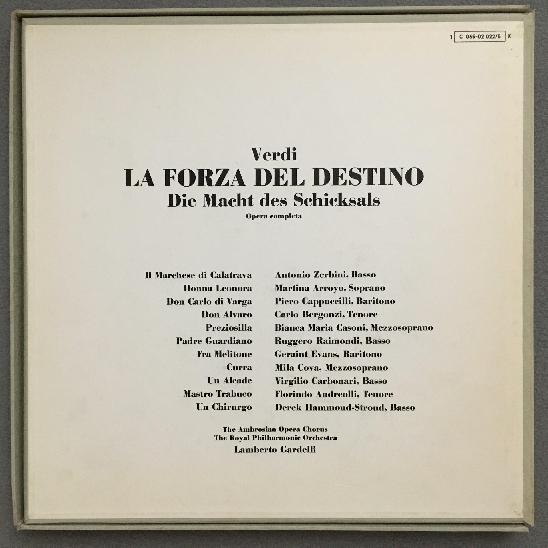 1 C 065-02 022/5 X
Verdi
LA FORZA DEL DESTINO
Die Macht des Schicksals
Opera completa
Il Marchese di Calatrava Antonio Zerbini, Basso
Donna Leonora Martina Arroyo, Soprano
Don Carlo di Varga Piero Cappuccilli, Baritono
Don Alvaro Carlo Bergonzi, Tenore
Preziosilla Bianca Maria Casoni, Mezzosoprano
Padre Guardiano Ruggero Raimondi, Basso
Fra Melitone Geraint Evans, Baritono
Curra Mila Cova, Mezzosoprano
Un Alcade Virgilio Carbonari, Basso
Mastro Trabuco Florindo Andreolli, Tenore
Un Chirurgo Derek Hammond-Stroud, Basso
The Ambrosian Opera Chorus
The Royal Philharmonic Orchestra
Lamberto Gardelli